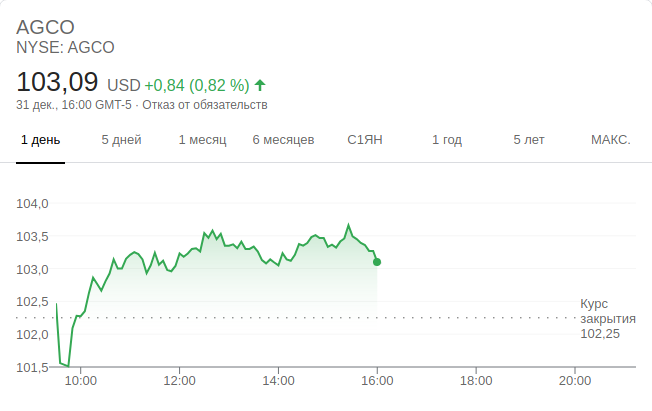 AGCO
NYSE: AGCO
103,09 USD +0,84 (0,82 %)
31 дек., 16:00 GMT-5 · Отказ от обязательств
1 день 5 дней 1 месяц 6 месяцев С1ЯН 1 год 5 лет МАКС.
104,0
103,5
103,0
102,5
Курс
закрытия
102,25
102,0
101,5
10:00 12:00 14:00 16:00 18:00 20:00